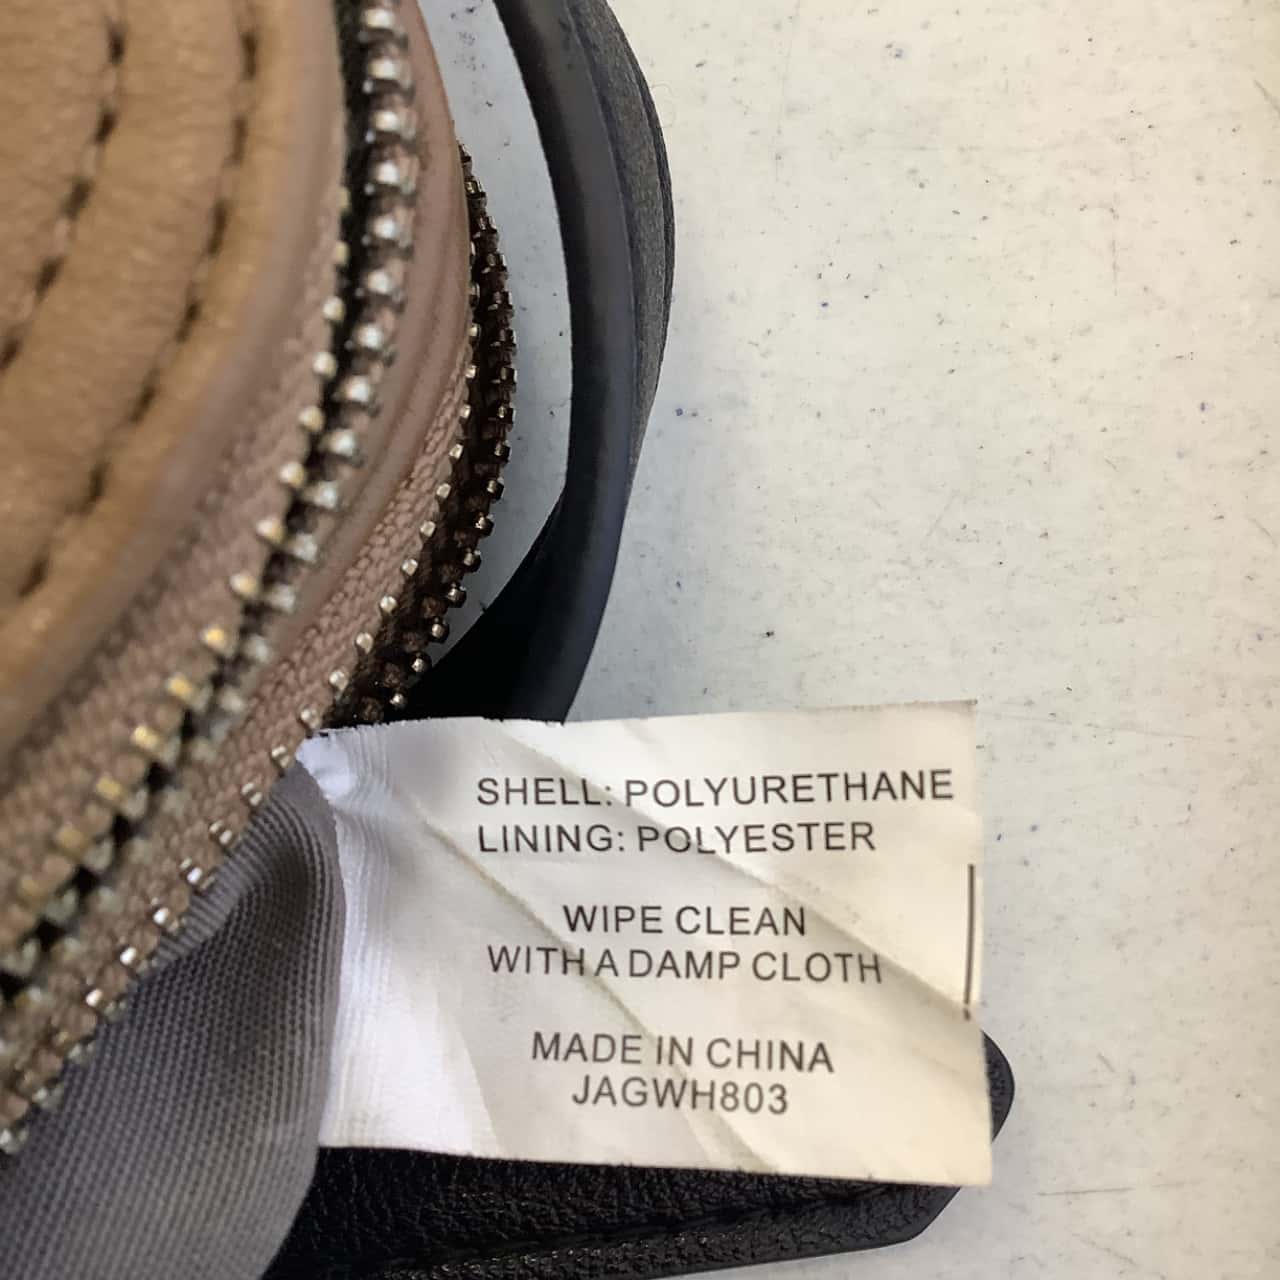 SHELL: POLYURETHANE
LINING: POLYESTER
WIPE CLEAN
WITH A DAMP CLOTH
MADE IN CHINA
JAGWH803